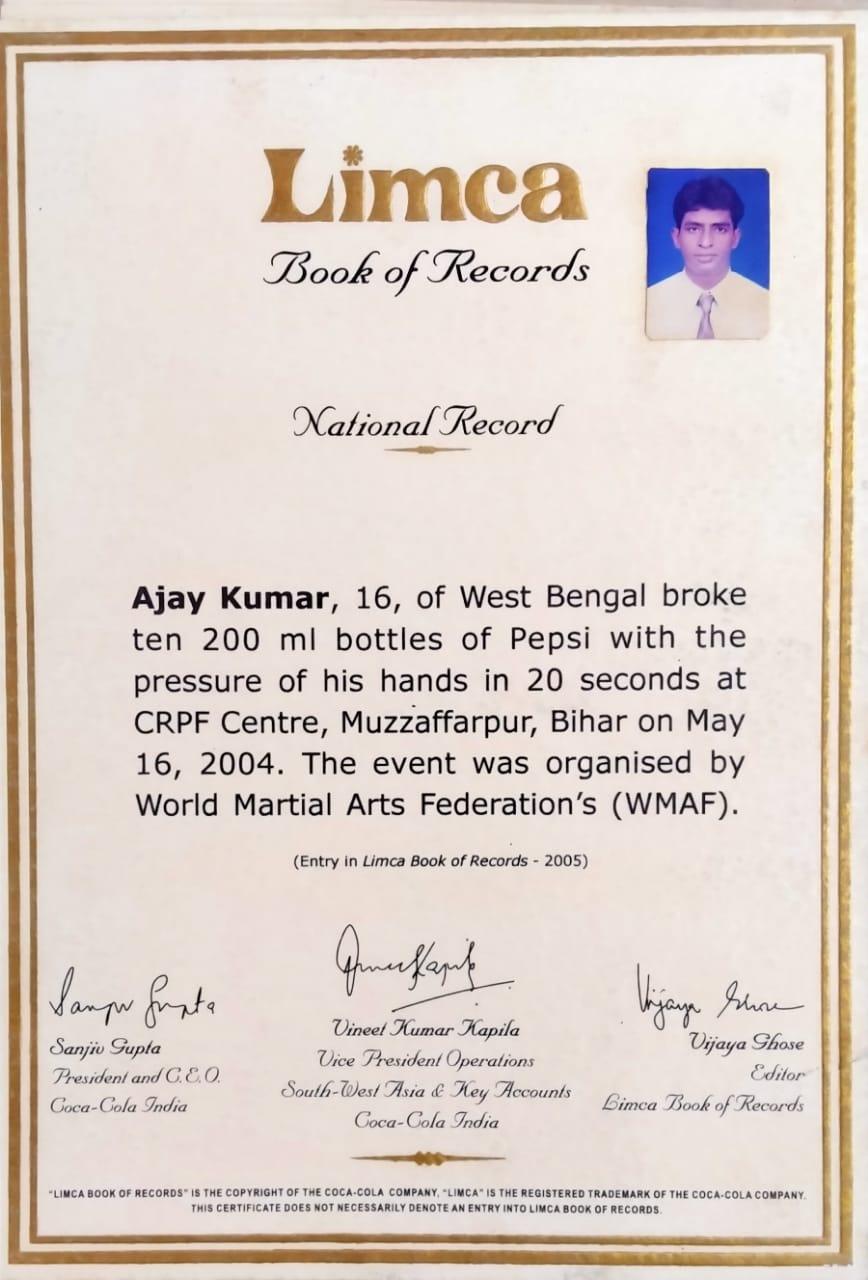 Limca
Book of Records
National Record
Ajay Kumar, 16, of West Bengal broke
ten 200 ml bottles of Pepsi with the
pressure of his hands in 20 seconds at
CRPF Centre, Muzzaffarpur, Bihar on May
16, 2004. The event was organised by
World Martial Arts Federation's (WMAF).
(Entry in Limca Book of Records - 2005)
Sanjiv Gupta
President and C.E.O.
Coca-Cola India
Vineet Kumar Kapila
Vice President Operations
South-West Asia & Key Accounts
Coca-Cola India
Vijaya Ghose
Vijaya Ghose
Editor
Limca Book of Records
"LIMCA BOOK OF RECORDS" IS THE COPYRIGHT OF THE COCA-COLA COMPANY, "LIMCA" IS THE REGISTERED TRADEMARK OF THE COCA-COLA COMPANY.
THIS CERTIFICATE DOES NOT NECESSARILY DENOTE AN ENTRY INTO LIMCA BOOK OF RECORDS.